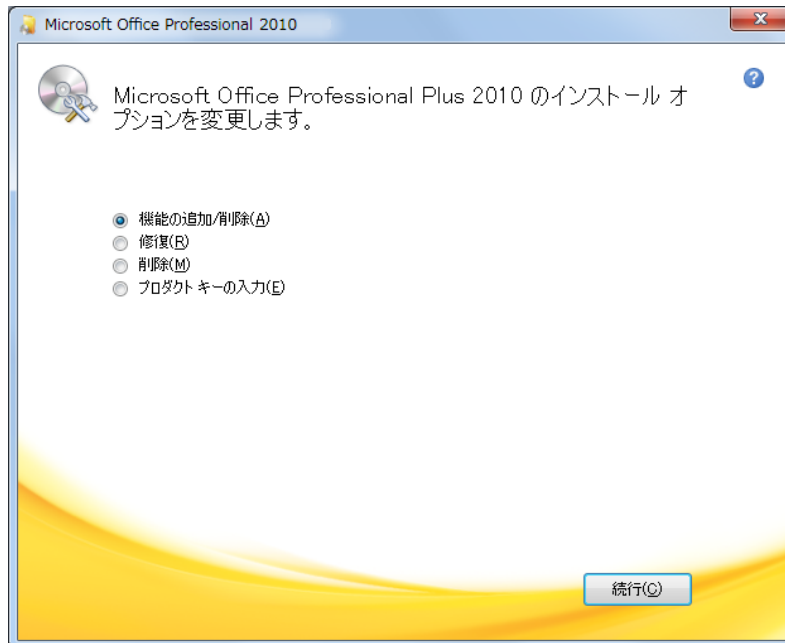 Microsoft Office Professional 2010
Microsoft Office Professional Plus 2010 のインストール オ
プションを変更します。
機能の追加/削除(A)
修復(R)
削除(M)
プロダクト キーの入力(E)
続行(C)